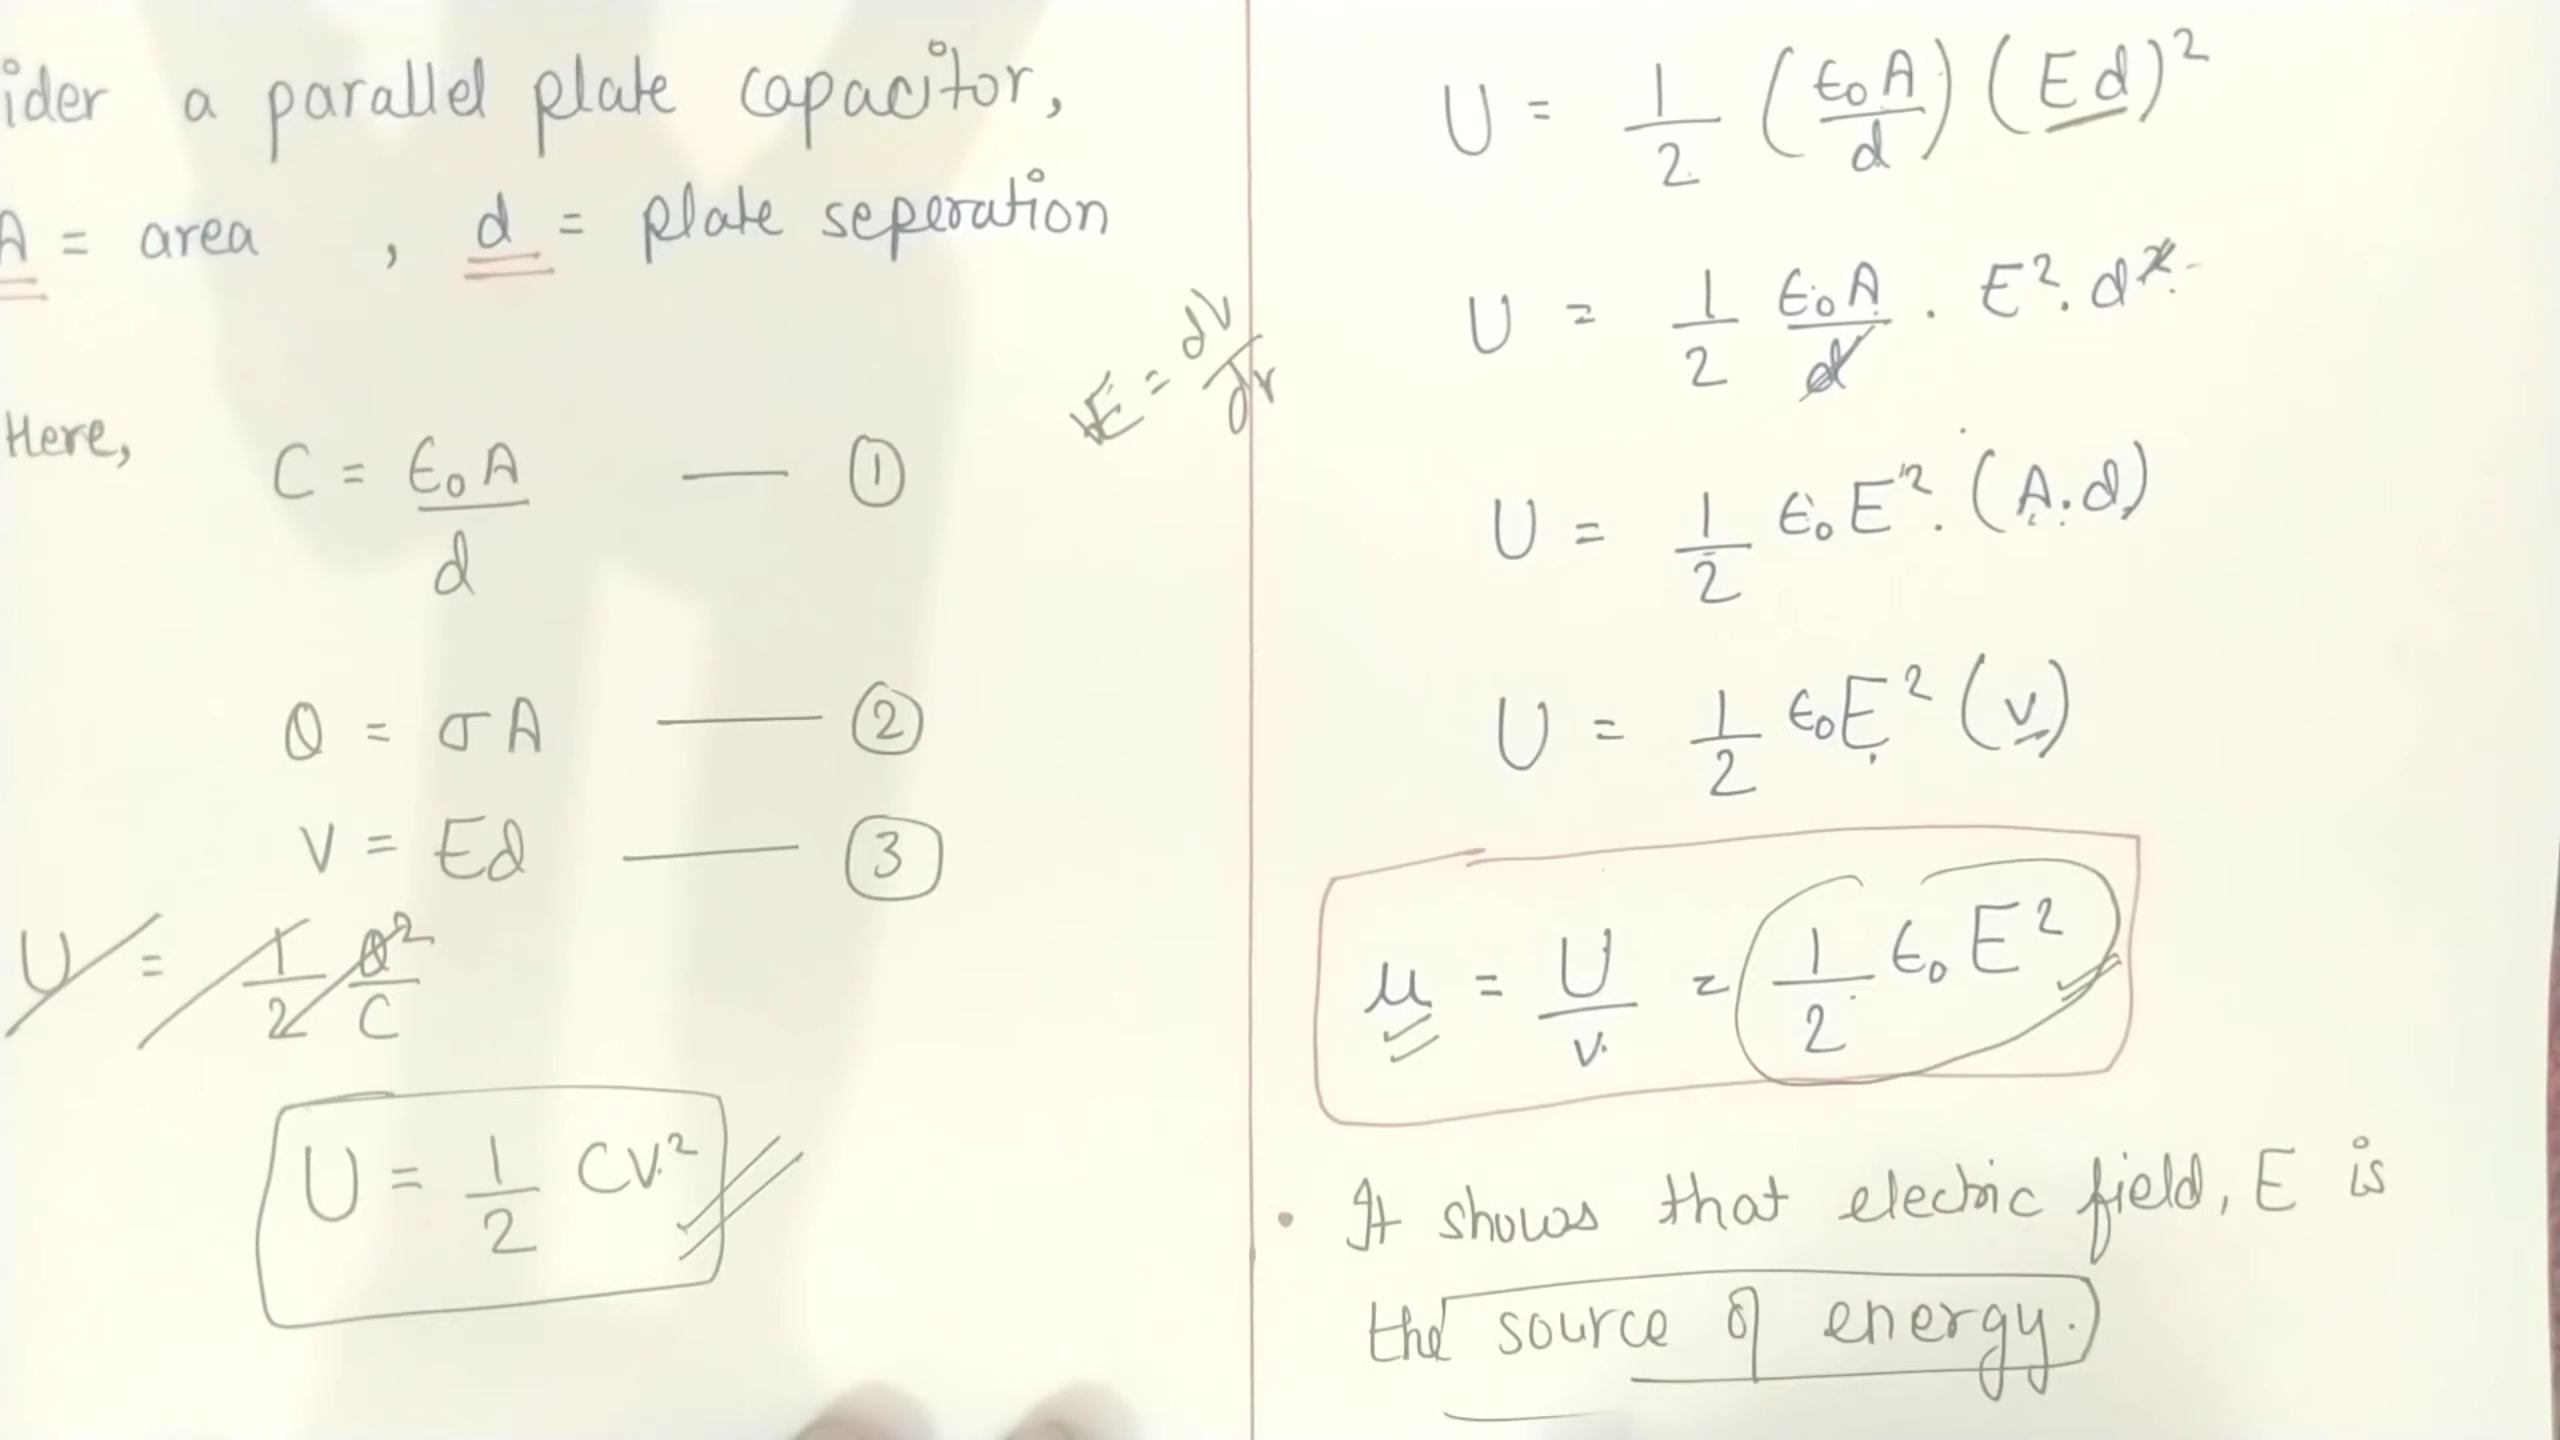 ider a parallel plate capacitor,
A = area , d = plate seperation
E = dV/dr
Here, C = ε₀A/d — ①
Q = σA — ②
V = Ed — ③
U = 1/2 Q²/C
U = 1/2 CV²
U = 1/2 (ε₀A/d) (Ed)²
U = 1/2 ε₀A/d . E² . d²
U = 1/2 ε₀E² . (A.d)
U = 1/2 ε₀E² (v)
u = U/v = 1/2 ε₀E²
• It shows that electric field, E is
the source of energy.